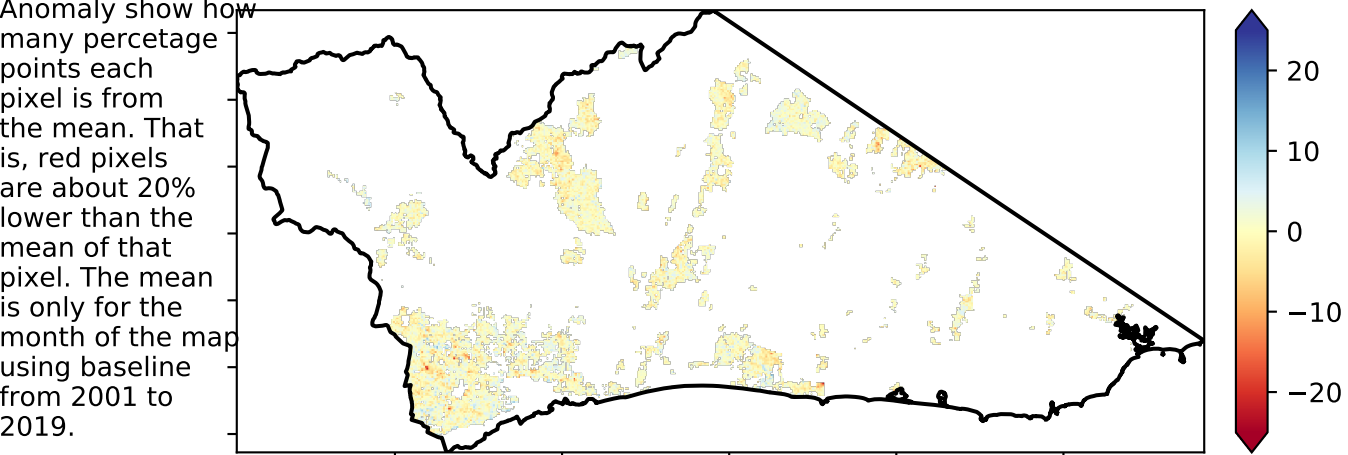 Anomaly show how
many percetage
points each
pixel is from
the mean. That
is, red pixels
are about 20%
lower than the
mean of that
pixel. The mean
is only for the
month of the map
using baseline
from 2001 to
2019.
20
10
0
−10
−20